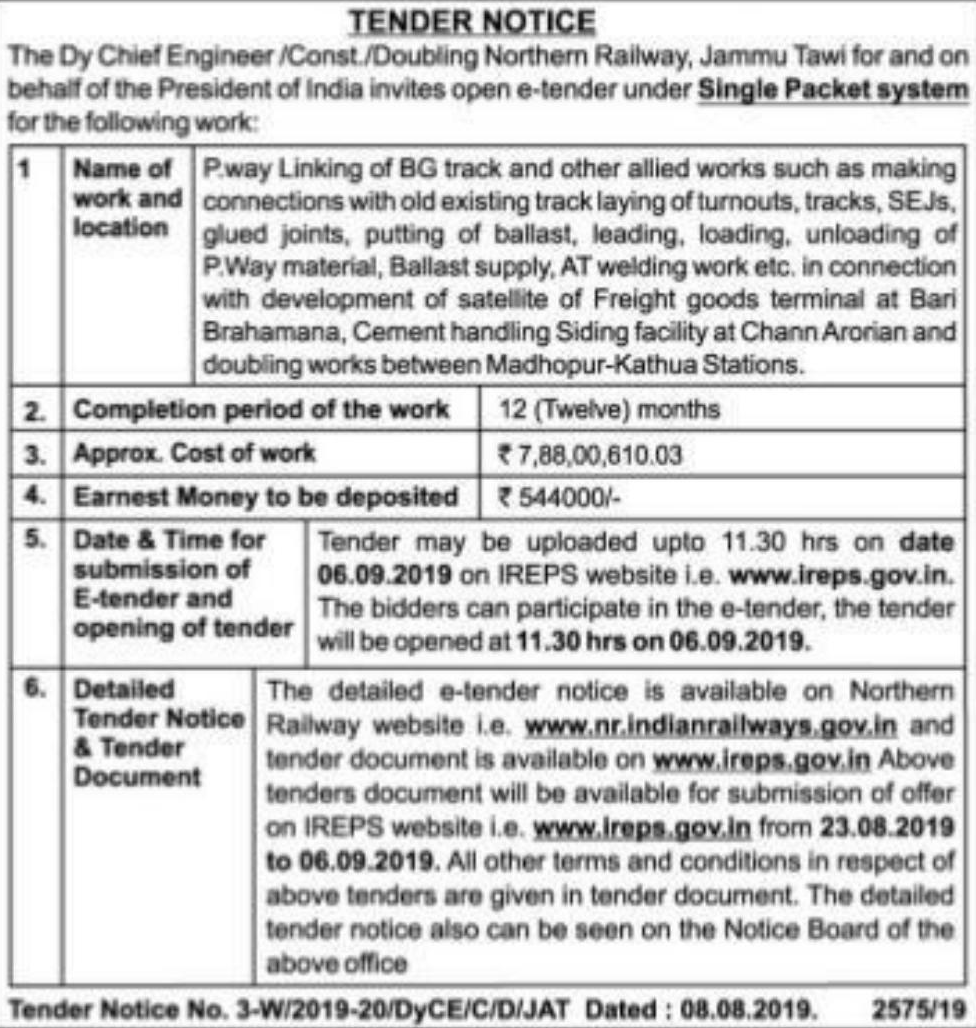 TENDER NOTICE
The Dy Chief Engineer /Const./Doubling Northern Railway, Jammu Tawi for and on
behalf of the President of India invites open e-tender under Single Packet system
for the following work:
1 Name of work and location
P.way Linking of BG track and other allied works such as making
connections with old existing track laying of turnouts, tracks, SEJs,
glued joints, putting of ballast, leading, loading, unloading of
P.Way material, Ballast supply, AT welding work etc. in connection
with development of satellite of Freight goods terminal at Bari
Brahamana, Cement handling Siding facility at Chann Arorian and
doubling works between Madhopur-Kathua Stations.
2. Completion period of the work 12 (Twelve) months
3. Approx. Cost of work ₹ 7,88,00,610.03
4. Earnest Money to be deposited ₹ 544000/-
5. Date & Time for
submission of
E-tender and
opening of tender
Tender may be uploaded upto 11.30 hrs on date
06.09.2019 on IREPS website i.e. www.ireps.gov.in.
The bidders can participate in the e-tender, the tender
will be opened at 11.30 hrs on 06.09.2019.
6. Detailed
Tender Notice
& Tender
Document
The detailed e-tender notice is available on Northern
Railway website i.e. www.nr.indianrailways.gov.in and
tender document is available on www.ireps.gov.in Above
tenders document will be available for submission of offer
on IREPS website i.e. www.ireps.gov.in from 23.08.2019
to 06.09.2019. All other terms and conditions in respect of
above tenders are given in tender document. The detailed
tender notice also can be seen on the Notice Board of the
above office
Tender Notice No. 3-W/2019-20/DyCE/C/D/JAT Dated : 08.08.2019. 2575/19